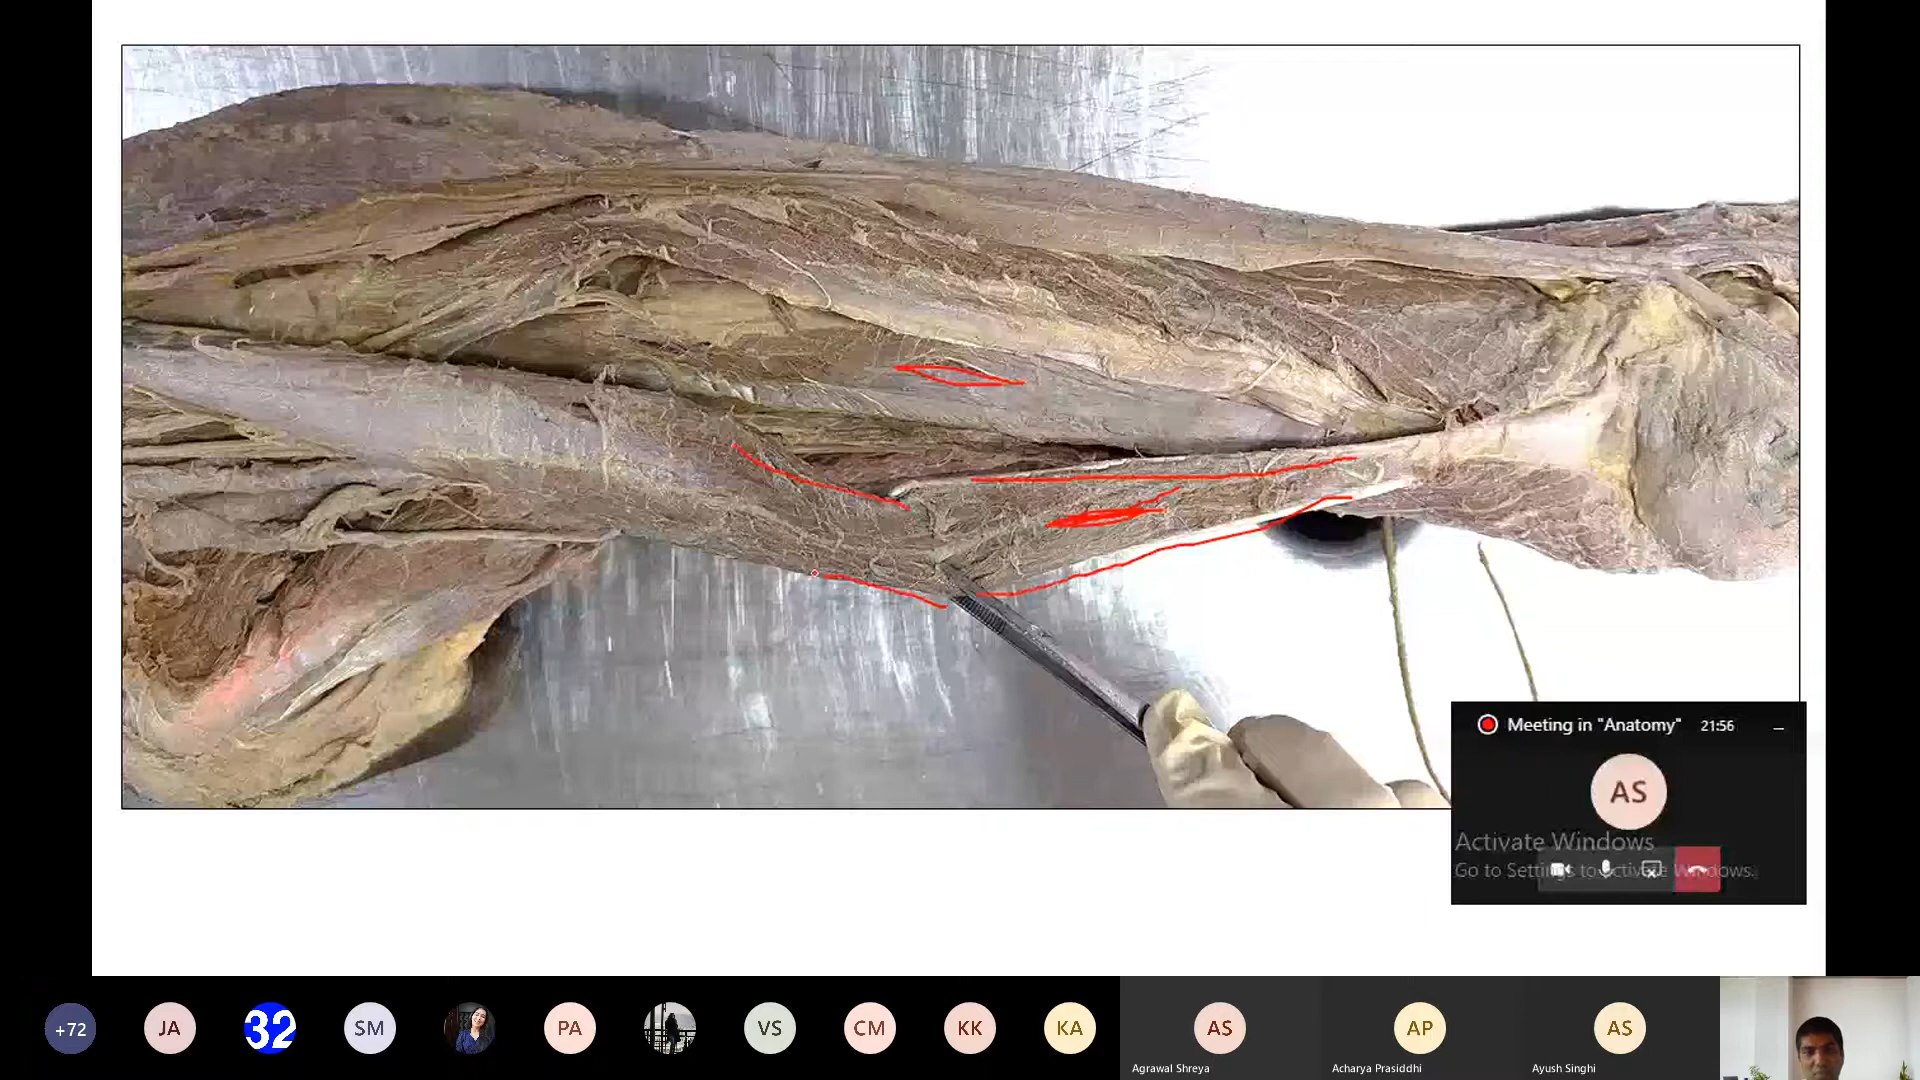 Meeting in "Anatomy" 21:56
AS
Activate Windows
Go to Settings to activate Windows.
+72
JA
32
SM
PA
VS
CM
KK
KA
AS
AP
AS
Agrawal Shreya
Acharya Prasiddhi
Ayush Singhi